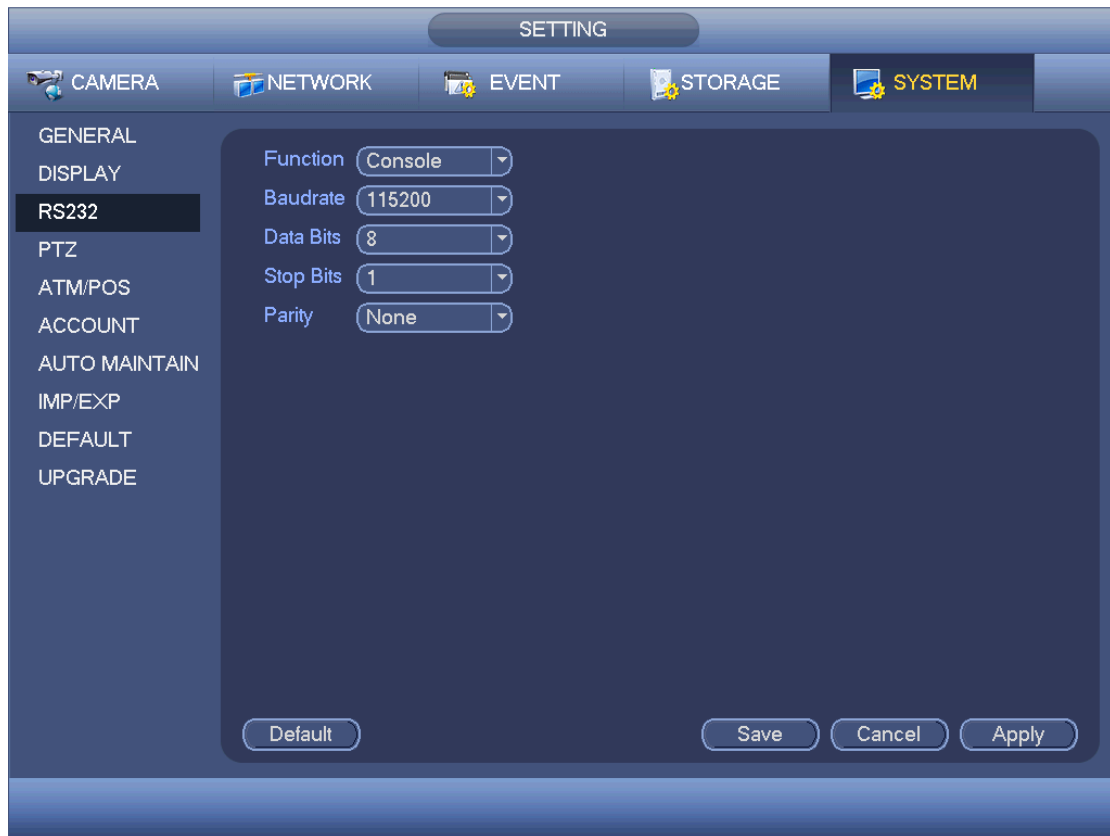 SETTING
CAMERA NETWORK EVENT STORAGE SYSTEM
GENERAL
DISPLAY
RS232
PTZ
ATM/POS
ACCOUNT
AUTO MAINTAIN
IMP/EXP
DEFAULT
UPGRADE
Function Console
Baudrate 115200
Data Bits 8
Stop Bits 1
Parity None
Default Save Cancel Apply